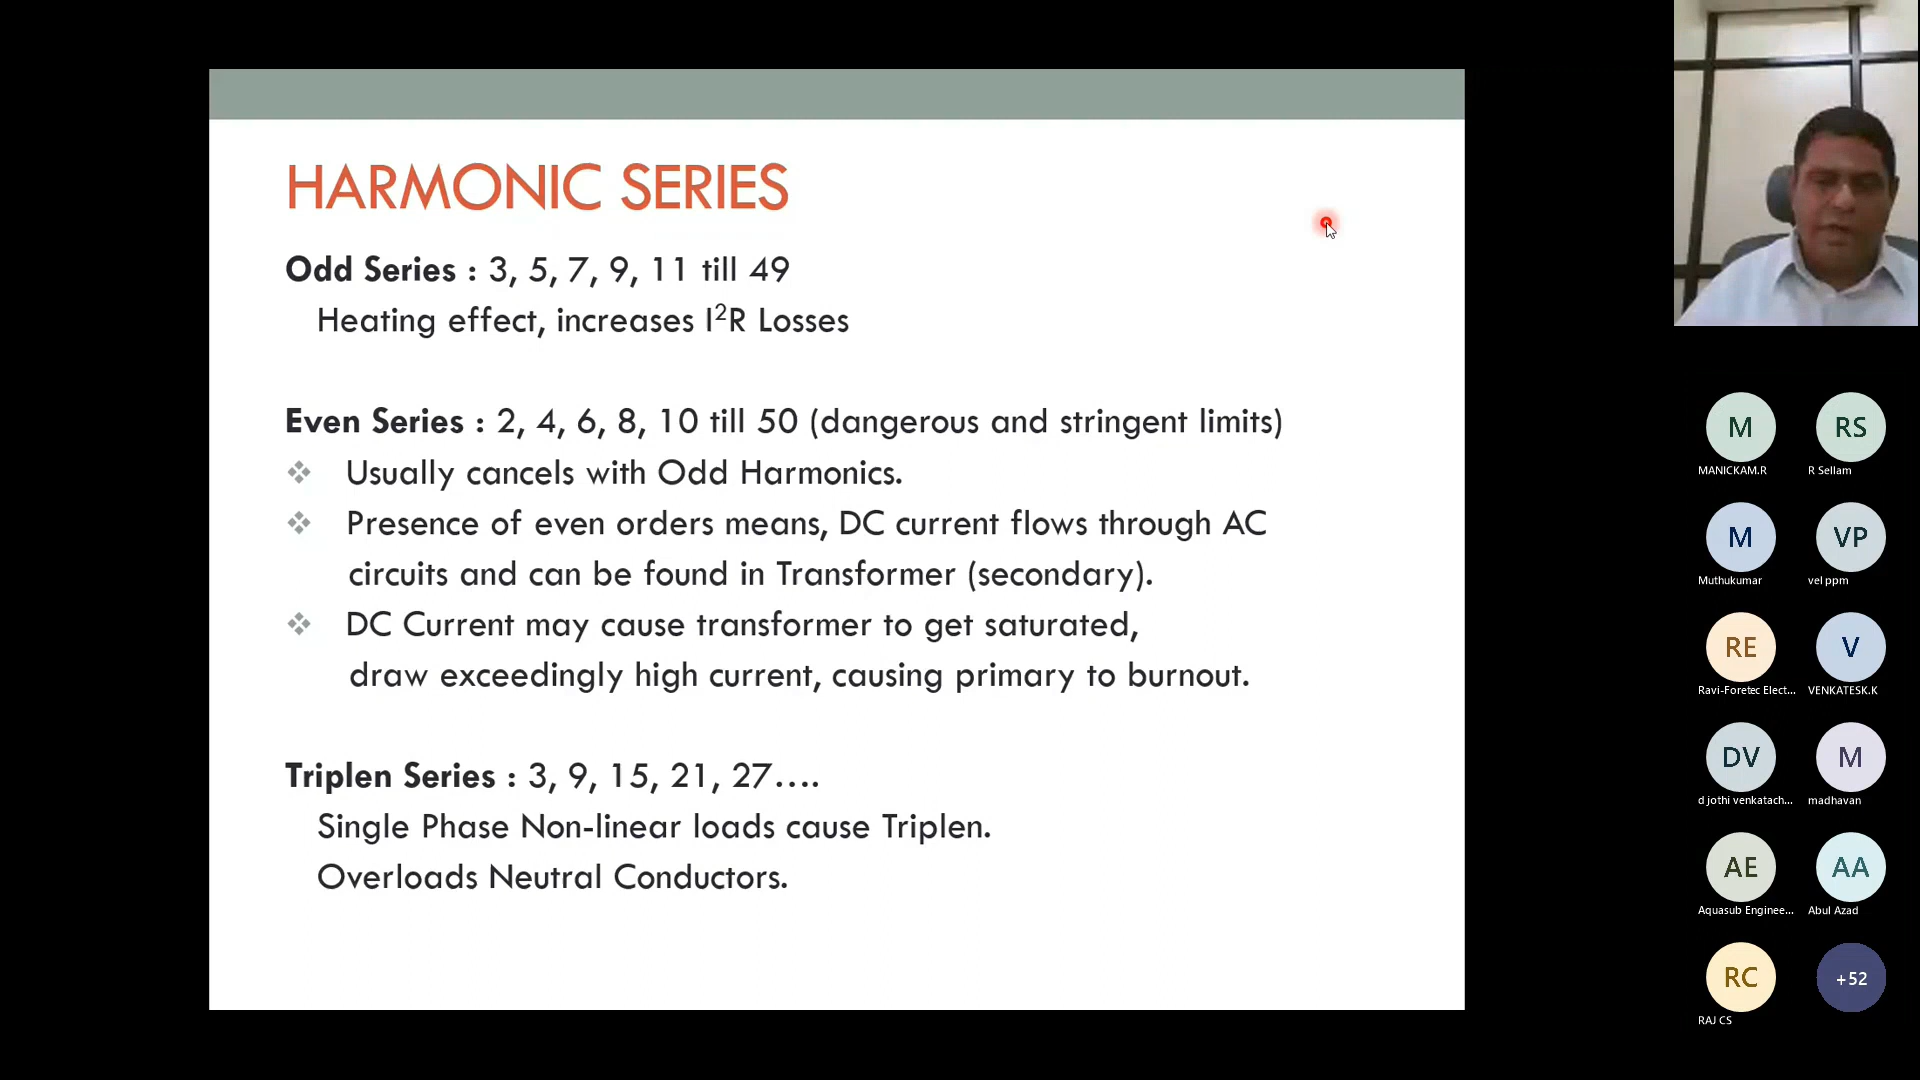 HARMONIC SERIES
Odd Series : 3, 5, 7, 9, 11 till 49
Heating effect, increases I²R Losses
Even Series : 2, 4, 6, 8, 10 till 50 (dangerous and stringent limits)
❖ Usually cancels with Odd Harmonics.
❖ Presence of even orders means, DC current flows through AC
circuits and can be found in Transformer (secondary).
❖ DC Current may cause transformer to get saturated,
draw exceedingly high current, causing primary to burnout.
Triplen Series : 3, 9, 15, 21, 27....
Single Phase Non-linear loads cause Triplen.
Overloads Neutral Conductors.
M RS
MANICKAM.R R Sellam
M VP
Muthukumar vel ppm
RE V
Ravi-Foretec Elect... VENKATESK.K
DV M
d jothi venkatach... madhavan
AE AA
Aquasub Enginee... Abul Azad
RC +52
RAJ CS